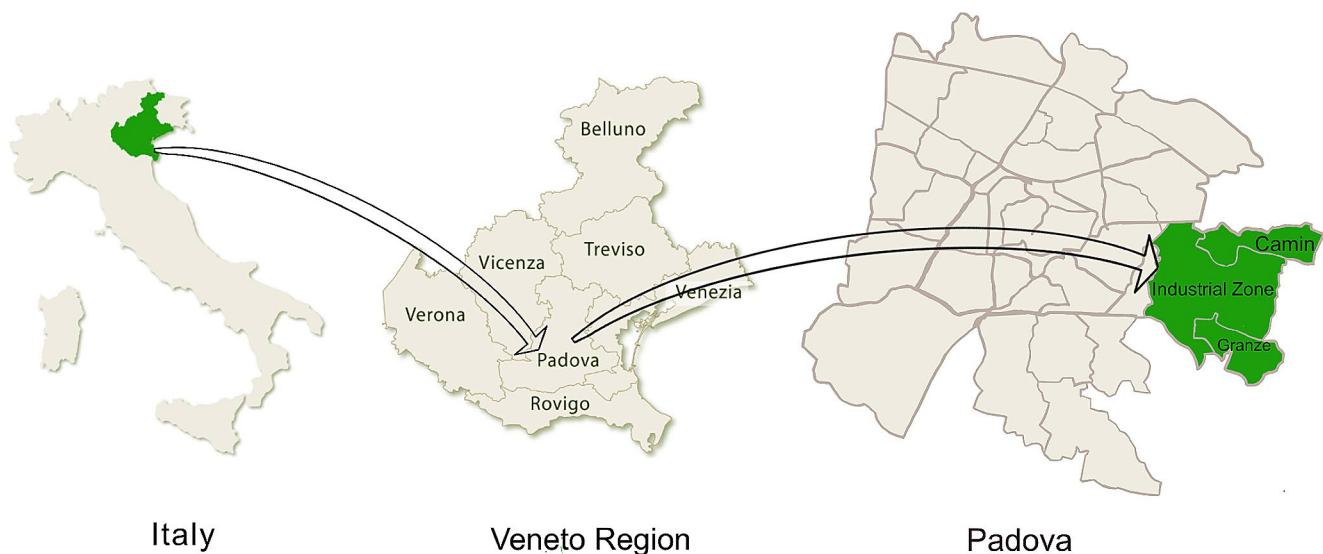 Belluno
Treviso
Vicenza
Venezia
Verona
Padova
Rovigo
Camin
Industrial Zone
Granze
Italy
Veneto Region
Padova